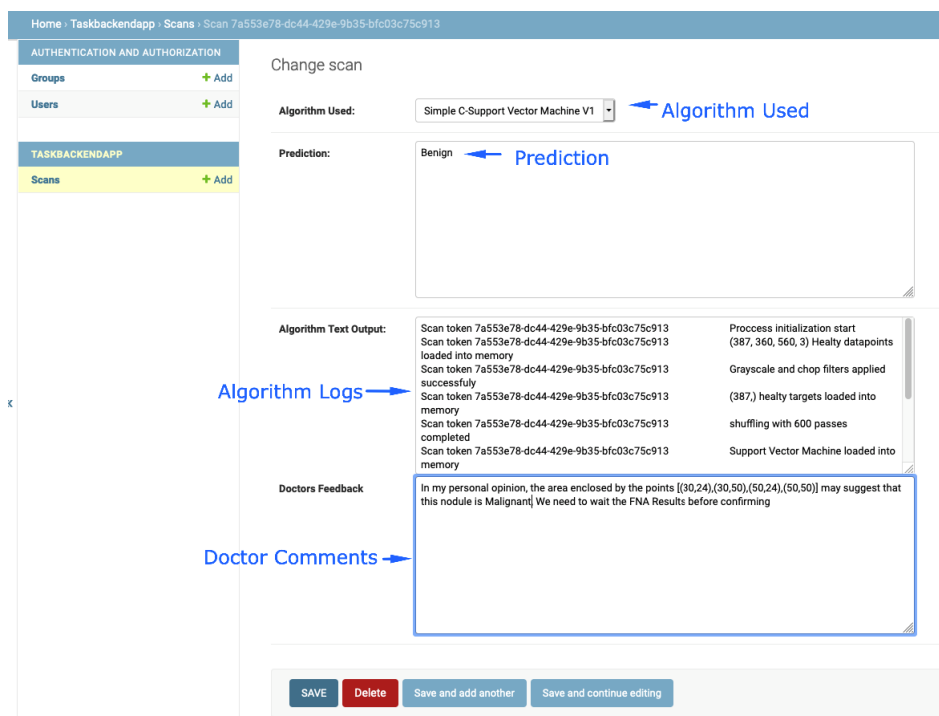 Home › Taskbackendapp › Scans › Scan 7a553e78-dc44-429e-9b35-bfc03c75c913
AUTHENTICATION AND AUTHORIZATION
Groups + Add
Users + Add
TASKBACKENDAPP
Scans + Add
Change scan
Algorithm Used: Simple C-Support Vector Machine V1 Algorithm Used
Prediction: Benign Prediction
Algorithm Text Output:
Scan token 7a553e78-dc44-429e-9b35-bfc03c75c913 Proccess initialization start
Scan token 7a553e78-dc44-429e-9b35-bfc03c75c913 (387, 360, 560, 3) Healty datapoints
loaded into memory
Scan token 7a553e78-dc44-429e-9b35-bfc03c75c913 Grayscale and chop filters applied
successfuly
Algorithm Logs
Scan token 7a553e78-dc44-429e-9b35-bfc03c75c913 (387,) healty targets loaded into
memory
Scan token 7a553e78-dc44-429e-9b35-bfc03c75c913 shuffling with 600 passes
completed
Scan token 7a553e78-dc44-429e-9b35-bfc03c75c913 Support Vector Machine loaded into
memory
Doctors Feedback
In my personal opinion, the area enclosed by the points [(30,24),(30,50),(50,24),(50,50)] may suggest that
this nodule is Malignant We need to wait the FNA Results before confirming
Doctor Comments
SAVE Delete Save and add another Save and continue editing